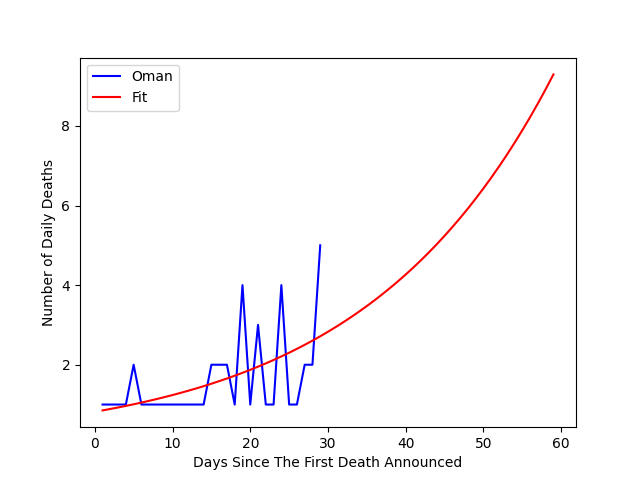 Oman
Fit
8
6
4
2
Number of Daily Deaths
0 10 20 30 40 50 60
Days Since The First Death Announced